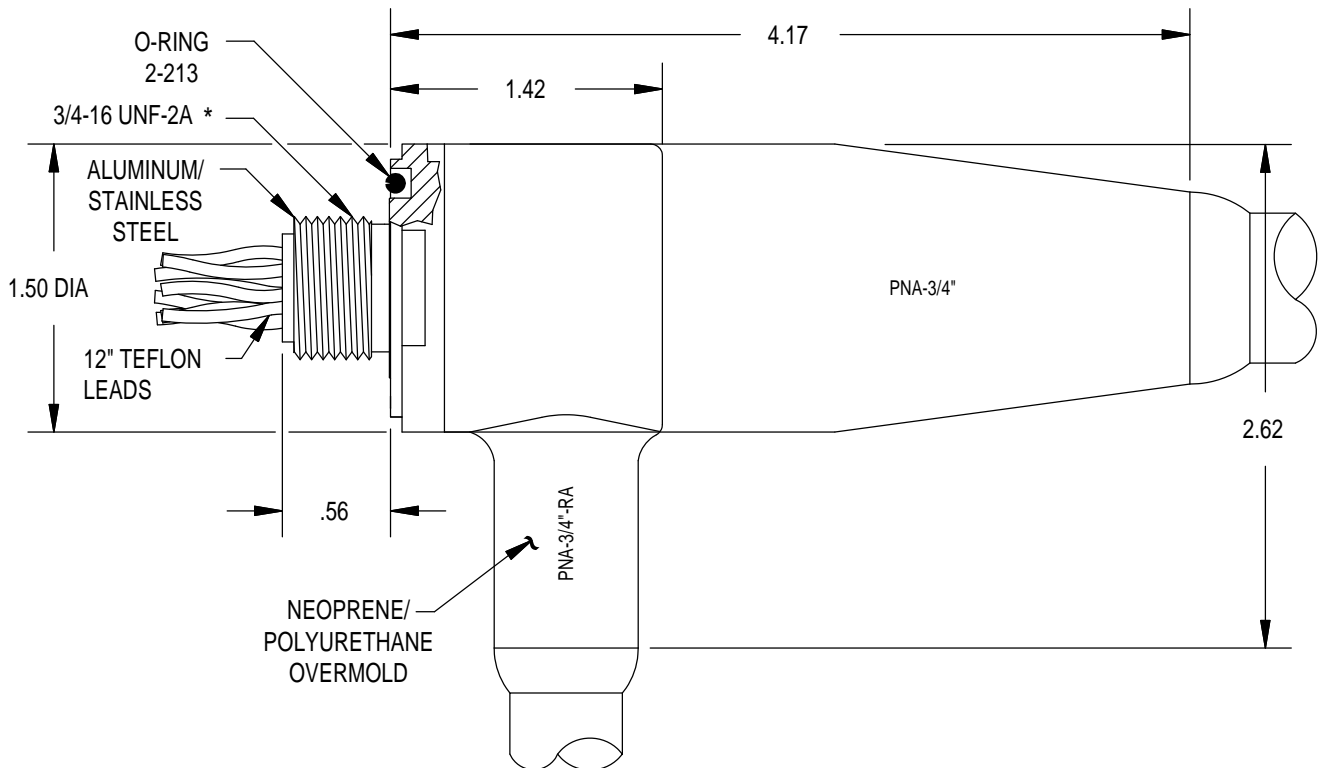 O-RING
2-213
3/4-16 UNF-2A *
ALUMINUM/
STAINLESS
STEEL
1.50 DIA
12" TEFLON
LEADS
.56
1.42
4.17
PNA-3/4"
2.62
PNA-3/4"-RA
NEOPRENE/
POLYURETHANE
OVERMOLD